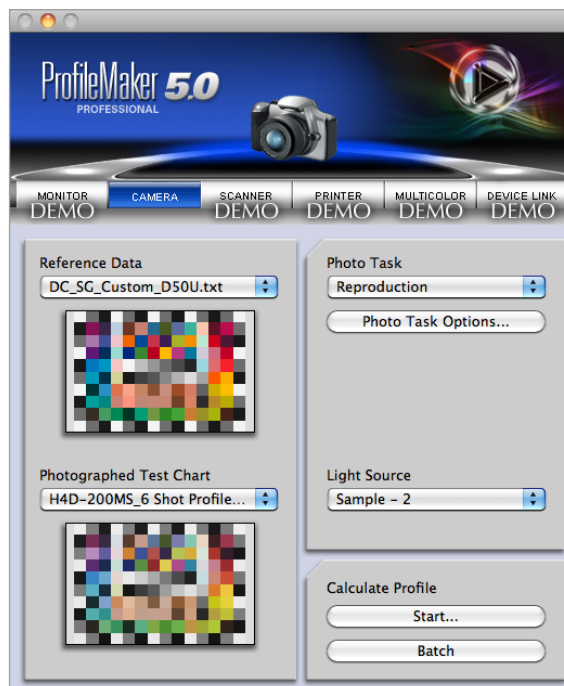 ProfileMaker 5.0
PROFESSIONAL
MONITOR CAMERA SCANNER PRINTER MULTICOLOR DEVICE LINK
DEMO DEMO DEMO DEMO DEMO
Reference Data
DC_SG_Custom_D50U.txt
Photo Task
Reproduction
Photo Task Options...
Photographed Test Chart
H4D-200MS_6 Shot Profile...
Light Source
Sample - 2
Calculate Profile
Start...
Batch